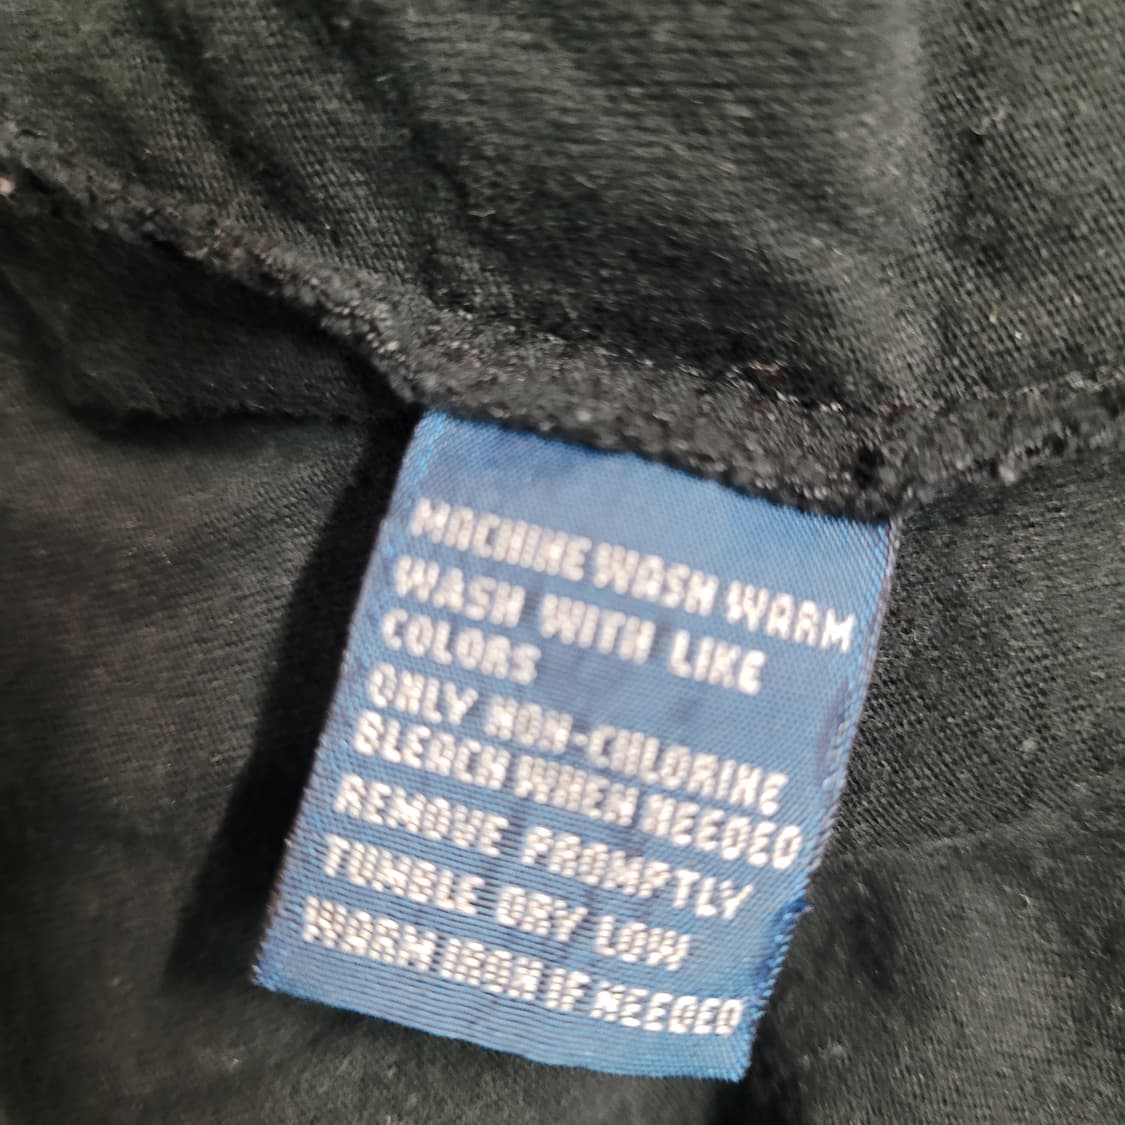 MACHINE WASH WARM
WASH WITH LIKE
COLORS
ONLY NON-CHLORINE
BLEACH WHEN NEEDED
REMOVE PROMPTLY
TUMBLE DRY LOW
WARM IRON IF NEEDED